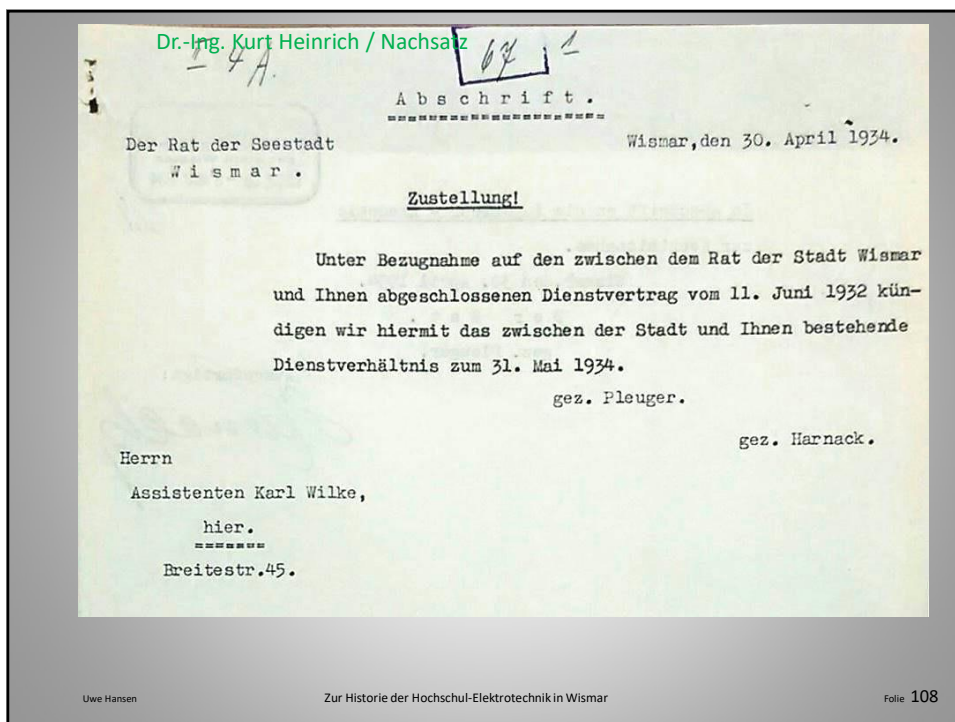 Dr.-Ing. Kurt Heinrich / Nachsatz
I 4 A.
67 1
Abschrift.
Der Rat der Seestadt
Wismar.
Wismar,den 30. April 1934.
Zustellung!
Unter Bezugnahme auf den zwischen dem Rat der Stadt Wismar
und Ihnen abgeschlossenen Dienstvertrag vom 11. Juni 1932 kün-
digen wir hiermit das zwischen der Stadt und Ihnen bestehende
Dienstverhältnis zum 31. Mai 1934.
gez. Pleuger.
gez. Harnack.
Herrn
Assistenten Karl Wilke,
hier.
Breitestr.45.
Uwe Hansen
Zur Historie der Hochschul-Elektrotechnik in Wismar
Folie 108